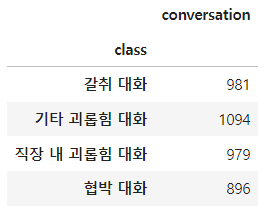 conversation
class
갈취 대화 981
기타 괴롭힘 대화 1094
직장 내 괴롭힘 대화 979
협박 대화 896